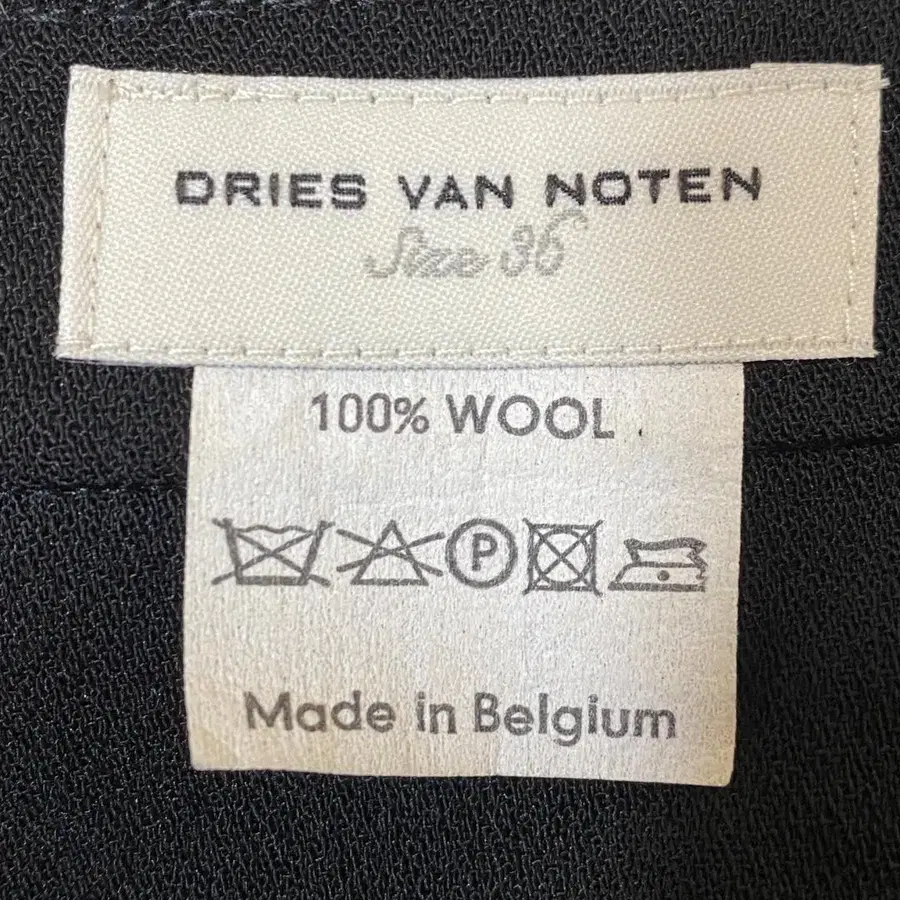 DRIES VAN NOTEN
Size 36
100% WOOL
P
Made in Belgium